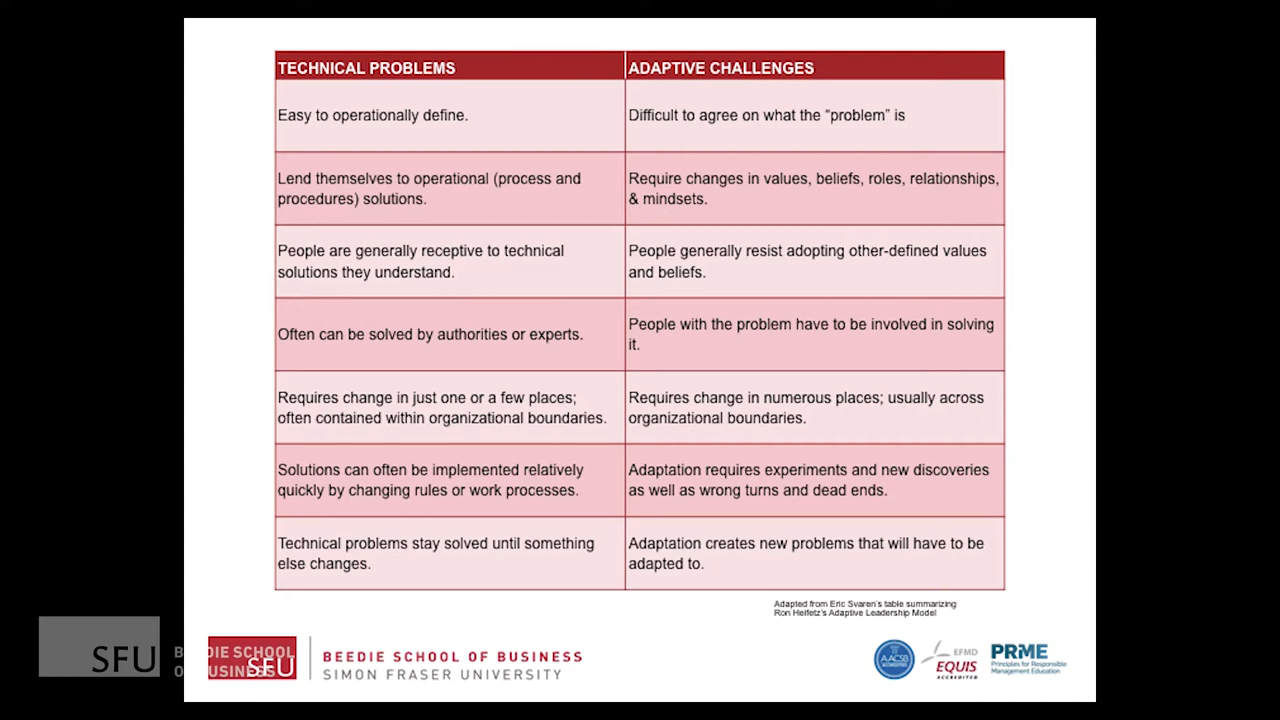 TECHNICAL PROBLEMS
ADAPTIVE CHALLENGES
Easy to operationally define.
Difficult to agree on what the “problem” is
Lend themselves to operational (process and
procedures) solutions.
Require changes in values, beliefs, roles, relationships,
& mindsets.
People are generally receptive to technical
solutions they understand.
People generally resist adopting other-defined values
and beliefs.
Often can be solved by authorities or experts.
People with the problem have to be involved in solving
it.
Requires change in just one or a few places;
often contained within organizational boundaries.
Requires change in numerous places; usually across
organizational boundaries.
Solutions can often be implemented relatively
quickly by changing rules or work processes.
Adaptation requires experiments and new discoveries
as well as wrong turns and dead ends.
Technical problems stay solved until something
else changes.
Adaptation creates new problems that will have to be
adapted to.
Adapted from Eric Svaren's table summarizing
Ron Heifetz's Adaptive Leadership Model
SFU
BEEDIE SCHOOL
OF BUSINESS
SFU
BEEDIE SCHOOL OF BUSINESS
SIMON FRASER UNIVERSITY
AACSB
ACCREDITED
EFMD
EQUIS
ACCREDITED
PRME
Principles for Responsible
Management Education